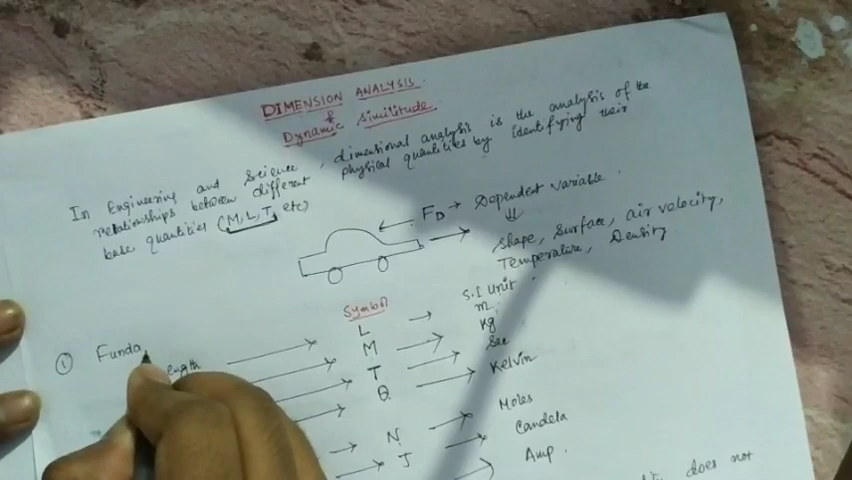 DIMENSION ANALYSIS
&
Dynamic Similitude
In Engineering and Science, dimensional analysis is the analysis of the
relationships between different physical quantities by Identifying their
base quantities (M, L, T, etc)
FD → Dependent variable.
⇓
Shape, Surface, air velocity,
Temperature, Density
Symbol S.I Unit
L → m
M → Kg
① Funda
ength → T → Sec
θ → Kelvin
N → Moles
J → Candela
Amp.
does not